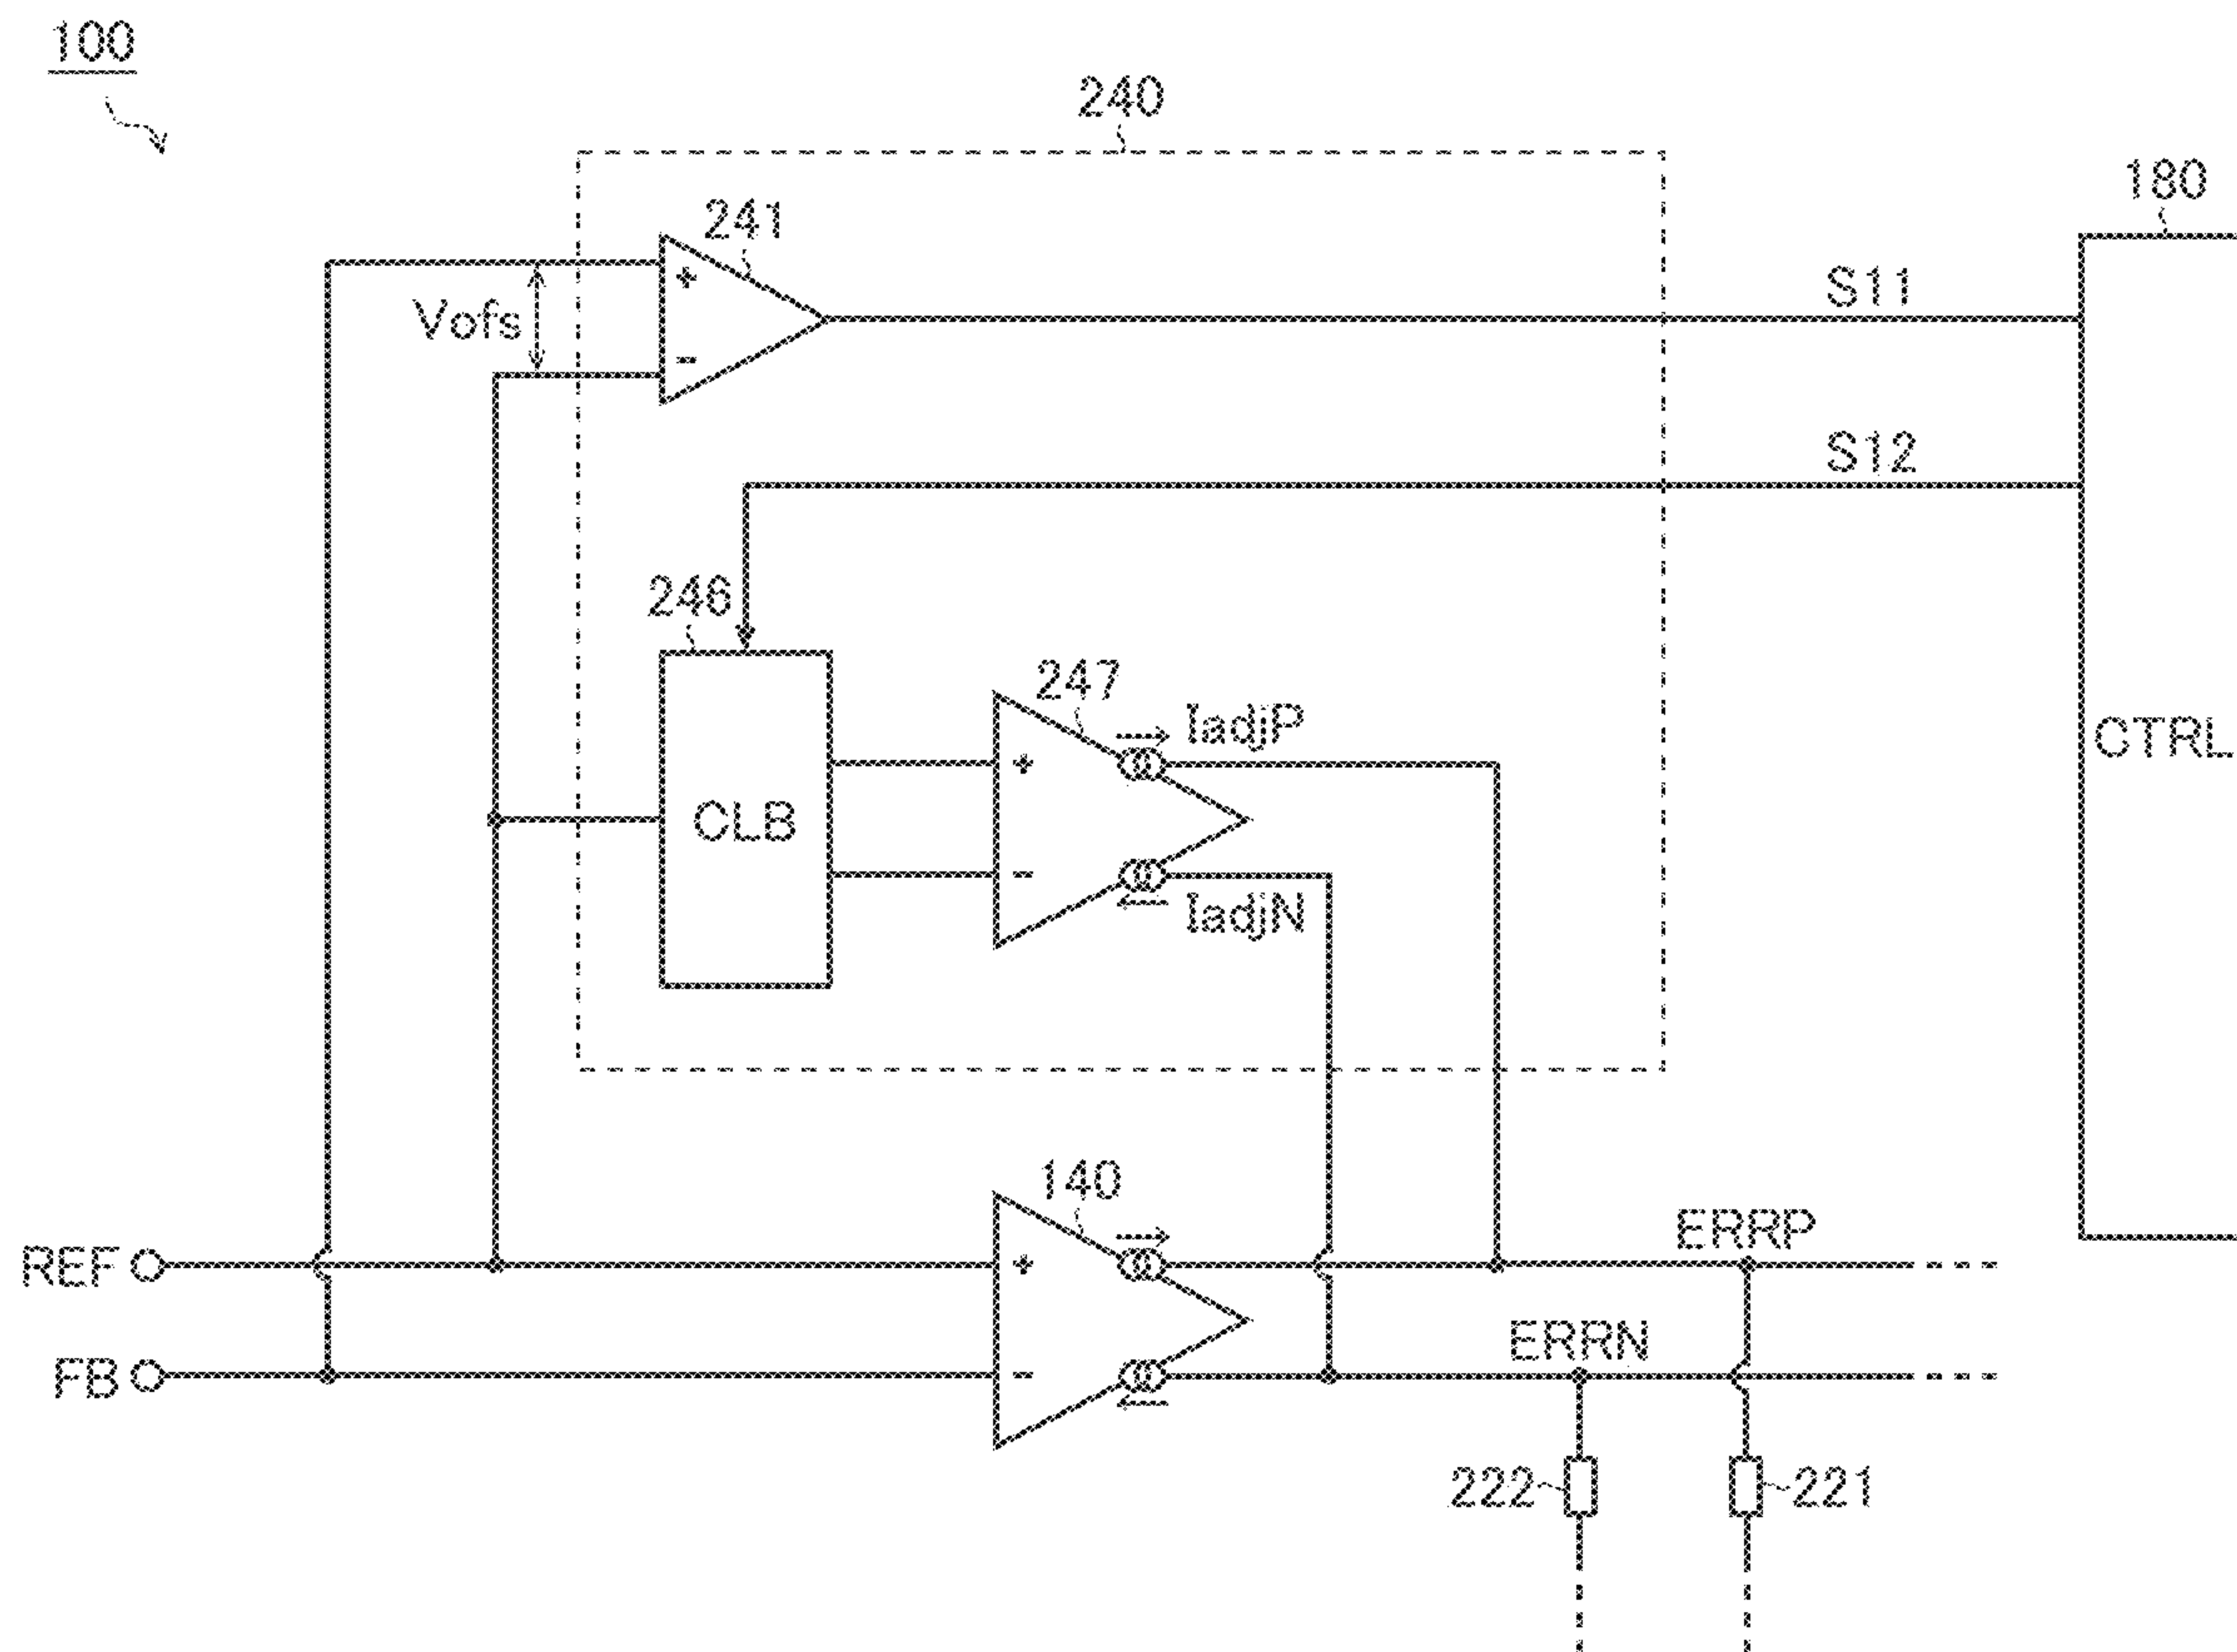 100
240
180
241
+
S11
Vofs
-
S12
246
247
IadjP
+
CTRL
CLB
-
IadjN
140
ERRP
REF
+
ERRN
FB
-
222
221